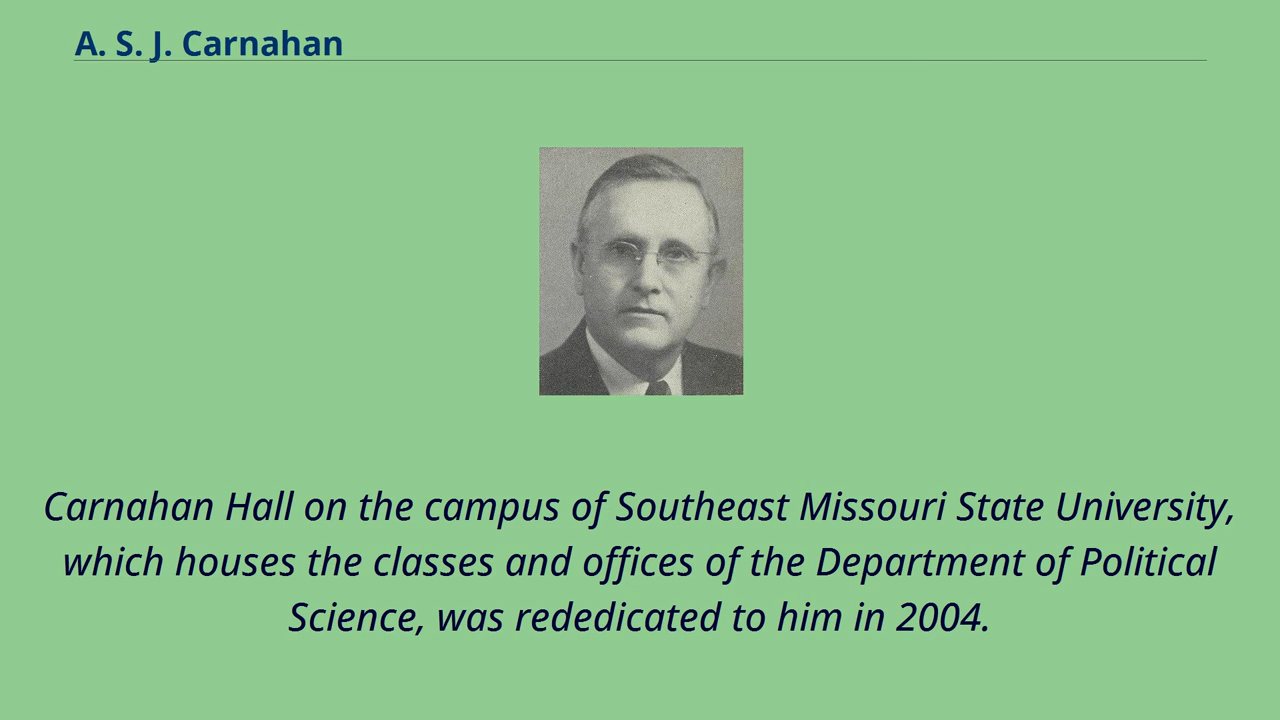 A. S. J. Carnahan
Carnahan Hall on the campus of Southeast Missouri State University,
which houses the classes and offices of the Department of Political
Science, was rededicated to him in 2004.